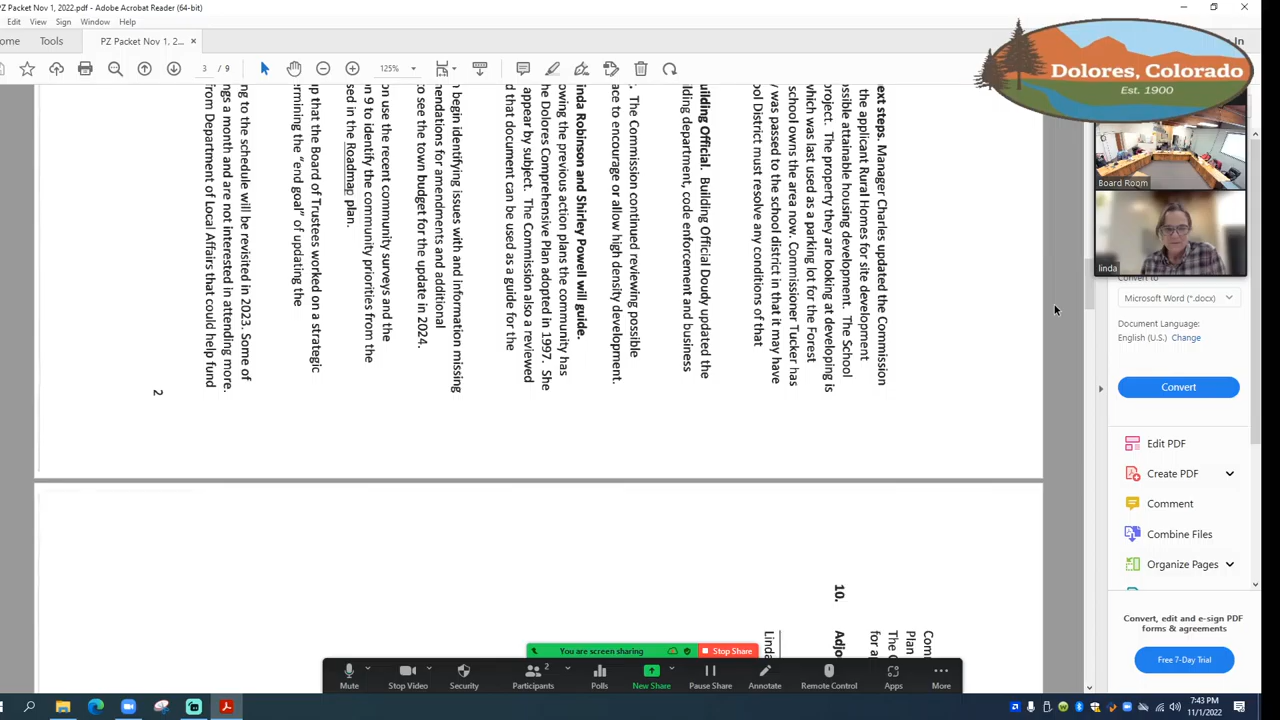 PZ Packet Nov 1, 2022.pdf - Adobe Acrobat Reader (64-bit)
Edit View Sign Window Help
ome Tools PZ Packet Nov 1, 2... ×
3 / 9 125%
Dolores, Colorado
Est. 1900
Board Room
linda
ext steps. Manager Charles updated the Commission
the applicant Rural Homes for site development
ssible attainable housing development. The School
project. The property they are looking at developing is
which was last used as a parking lot for the Forest
school owns the area now. Commissioner Tucker has
y was passed to the school district in that it may have
ool District must resolve any conditions of that
uilding Official. Building Official Doudy updated the
lding department, code enforcement and business
. The Commission continued reviewing possible
ace to encourage or allow high density development.
inda Robinson and Shirley Powell will guide.
owing the previous action plans the community has
he Dolores Comprehensive Plan adopted in 1997. She
appear by subject. The Commission also a reviewed
d that document can be used as a guide for the
begin identifying issues with and information missing
mendations for amendments and additional
to see the town budget for the update in 2024.
on use the recent community surveys and the
n 9 to identify the community priorities from the
sed in the Roadmap plan.
up that the Board of Trustees worked on a strategic
rmining the "end goal" of updating the
ng to the schedule will be revisited in 2023. Some of
ngs a month and are not interested in attending more.
from Department of Local Affairs that could help fund
2
Com
Plan
The C
for a
10. Adjo
Linda
Convert to
Microsoft Word (*.docx)
Document Language:
English (U.S.) Change
Convert
Edit PDF
Create PDF
Comment
Combine Files
Organize Pages
Convert, edit and e-sign PDF
forms & agreements
Free 7-Day Trial
You are screen sharing Stop Share
Mute Stop Video Security Participants 2 Polls New Share Pause Share Annotate Remote Control Apps More
7:43 PM
11/1/2022